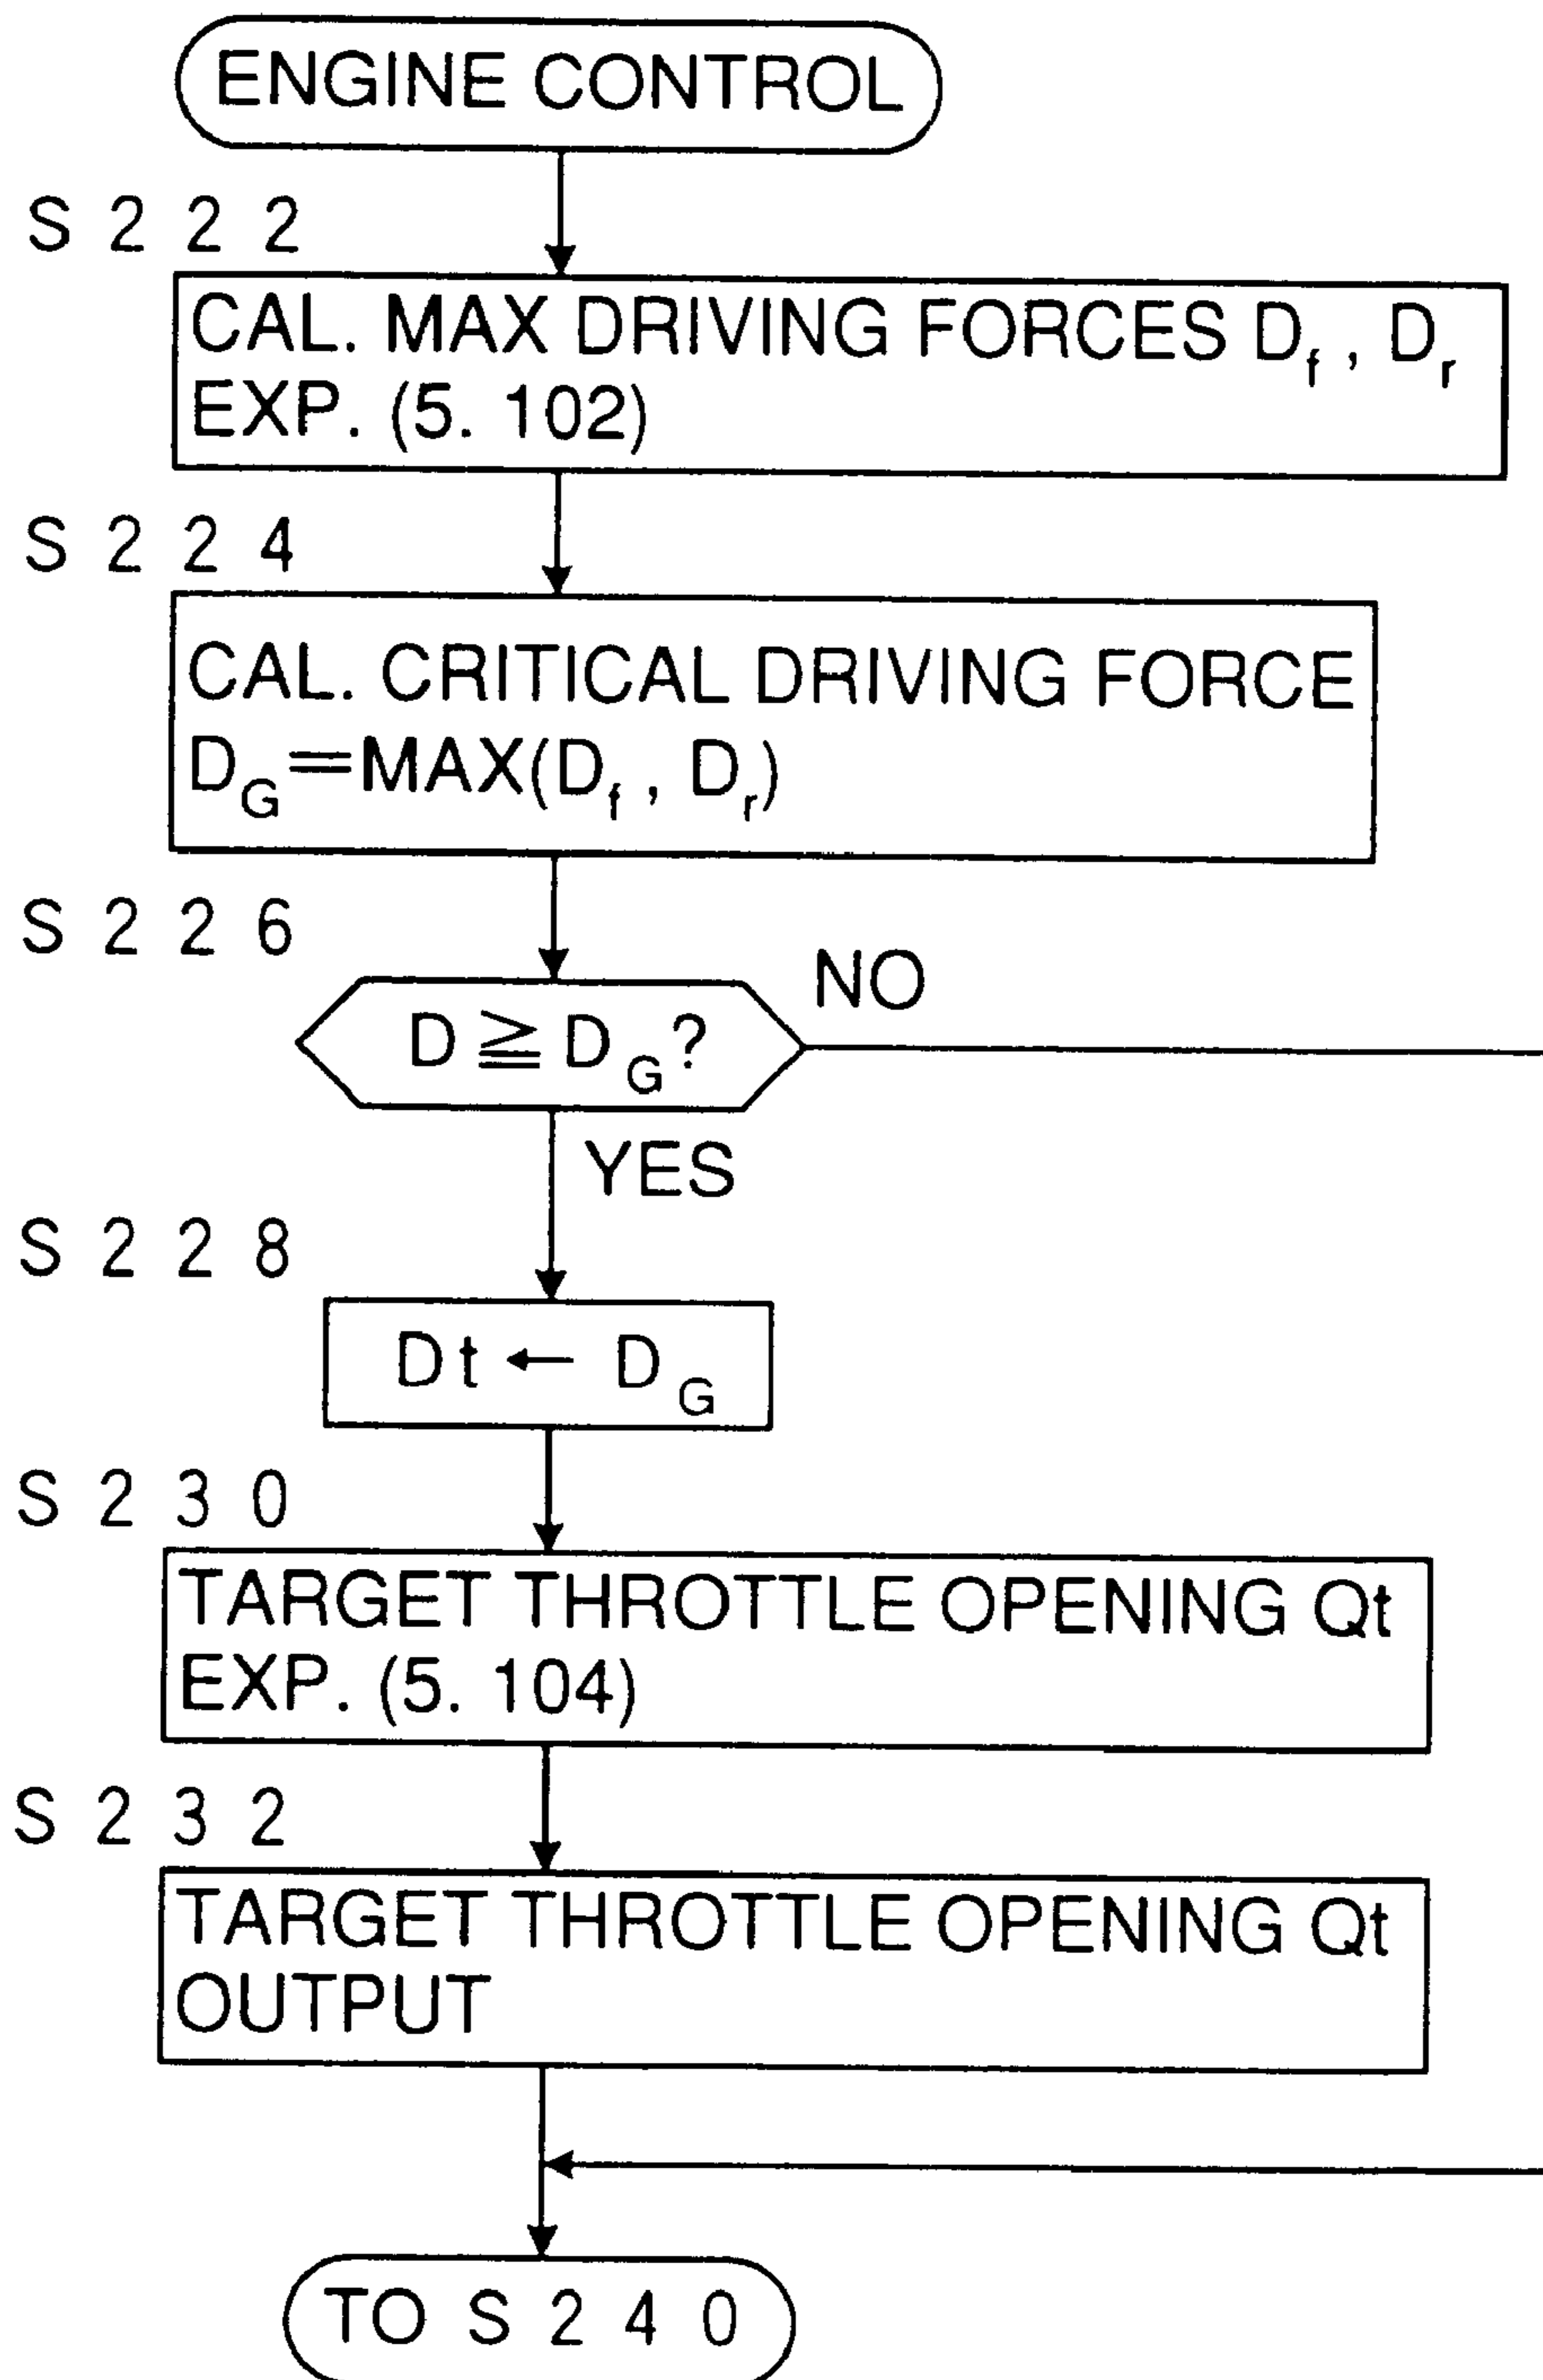 ENGINE CONTROL
S 2 2 2
CAL. MAX DRIVING FORCES Df , Dr
EXP. (5. 102)
S 2 2 4
CAL. CRITICAL DRIVING FORCE
DG=MAX(Df , Dr)
S 2 2 6
NO
D ≧ DG?
YES
S 2 2 8
Dt ← DG
S 2 3 0
TARGET THROTTLE OPENING Qt
EXP. (5. 104)
S 2 3 2
TARGET THROTTLE OPENING Qt
OUTPUT
TO S 2 4 0